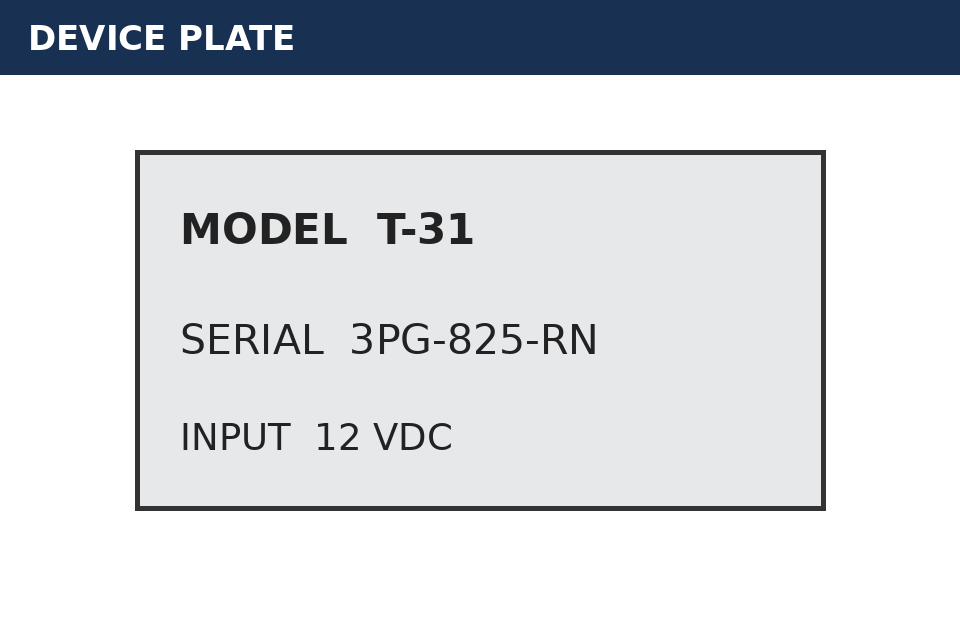 DEVICE PLATE
MODEL  T-31
SERIAL  3PG-825-RN
INPUT  12 VDC